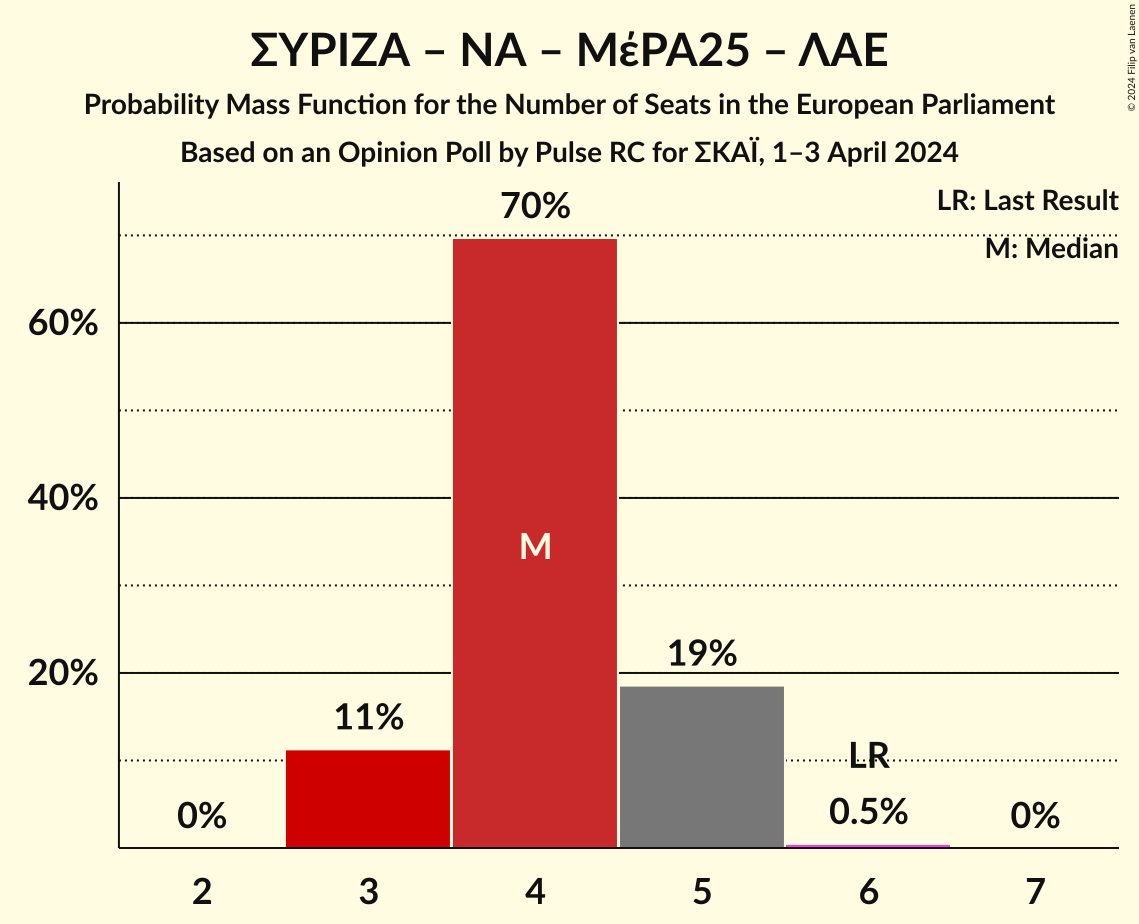 ΣΥΡΙΖΑ – ΝΑ – ΜέΡΑ25 – ΛΑΕ
Probability Mass Function for the Number of Seats in the European Parliament
Based on an Opinion Poll by Pulse RC for ΣΚΑΪ, 1–3 April 2024
© 2024 Filip van Laenen
LR: Last Result
M: Median
70%
60%
40%
M
20%
19%
11%
LR
0%
0.5%
0%
2 3 4 5 6 7